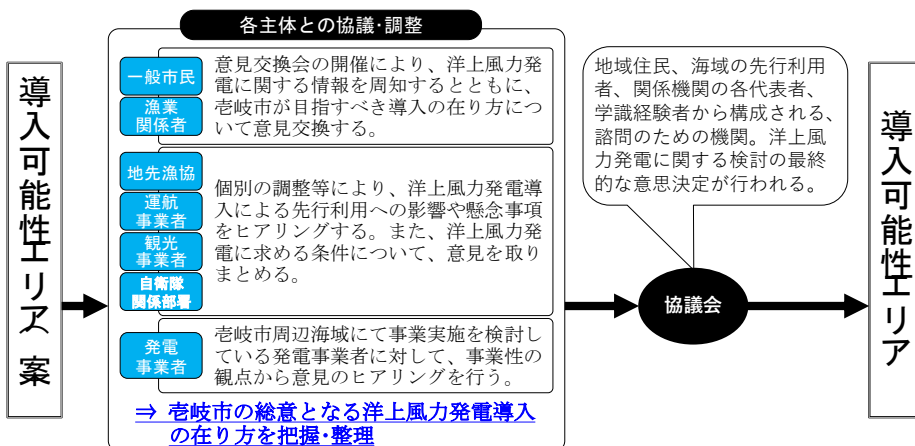 各主体との協議・調整
導入可能性エリア（案
一般市民
漁業
関係者
意見交換会の開催により、洋上風力発
電に関する情報を周知するとともに、
壱岐市が目指すべき導入の在り方につ
いて意見交換する。
地先漁協
運航
事業者
観光
事業者
自衛隊
関係部署
個別の調整等により、洋上風力発電導
入による先行利用への影響や懸念事項
をヒアリングする。また、洋上風力発
電に求める条件について、意見を取り
まとめる。
発電
事業者
壱岐市周辺海域にて事業実施を検討し
ている発電事業者に対して、事業性の
観点から意見のヒアリングを行う。
⇒ 壱岐市の総意となる洋上風力発電導入
の在り方を把握・整理
地域住民、海域の先行利用
者、関係機関の各代表者、
学識経験者から構成される、
諮問のための機関。洋上風
力発電に関する検討の最終
的な意思決定が行われる。
協議会
導入可能性エリア